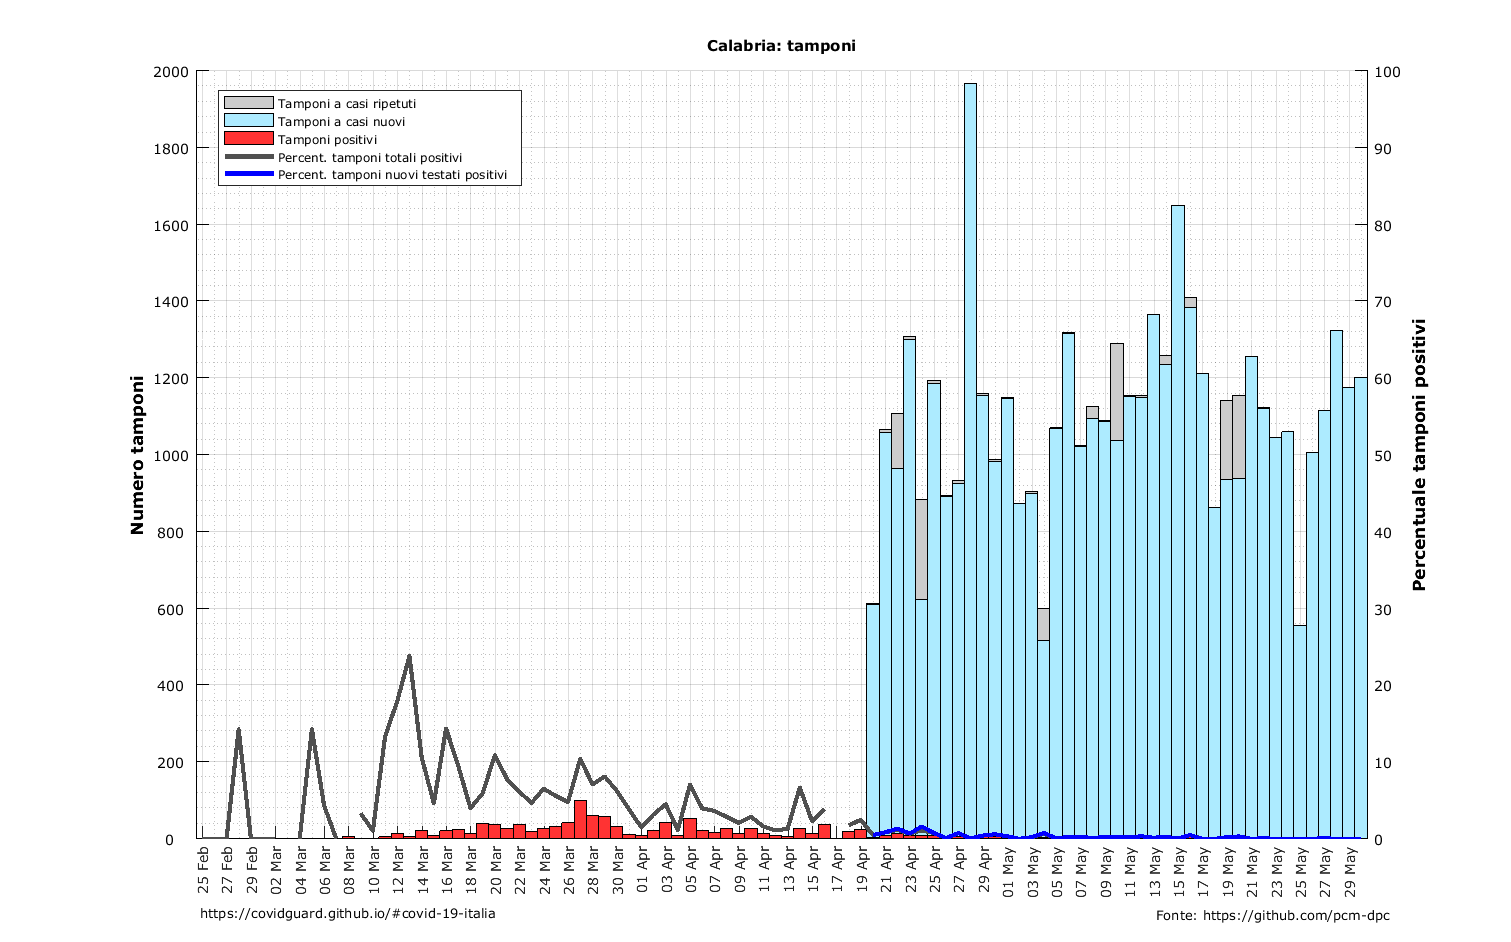 Calabria: tamponi
Tamponi a casi ripetuti
Tamponi a casi nuovi
Tamponi positivi
Percent. tamponi totali positivi
Percent. tamponi nuovi testati positivi
Numero tamponi
2000
1800
1600
1400
1200
1000
800
600
400
200
0
Percentuale tamponi positivi
100
90
80
70
60
50
40
30
20
10
0
25 Feb
27 Feb
29 Feb
02 Mar
04 Mar
06 Mar
08 Mar
10 Mar
12 Mar
14 Mar
16 Mar
18 Mar
20 Mar
22 Mar
24 Mar
26 Mar
28 Mar
30 Mar
01 Apr
03 Apr
05 Apr
07 Apr
09 Apr
11 Apr
13 Apr
15 Apr
17 Apr
19 Apr
21 Apr
23 Apr
25 Apr
27 Apr
29 Apr
01 May
03 May
05 May
07 May
09 May
11 May
13 May
15 May
17 May
19 May
21 May
23 May
25 May
27 May
29 May
https://covidguard.github.io/#covid-19-italia
Fonte: https://github.com/pcm-dpc